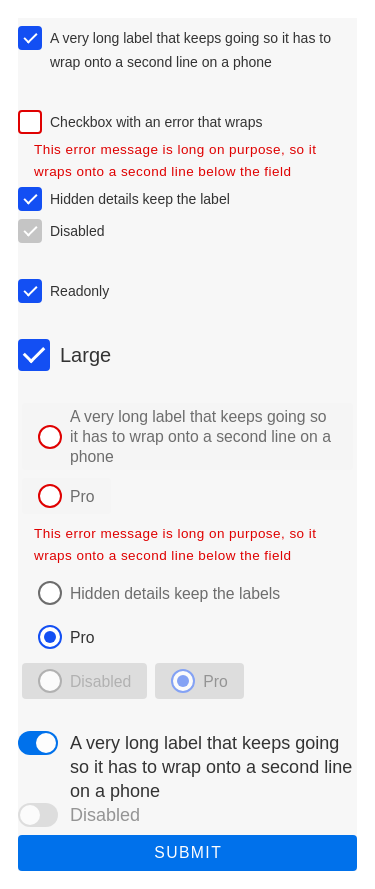 A very long label that keeps going so it has to
wrap onto a second line on a phone
Checkbox with an error that wraps
This error message is long on purpose, so it
wraps onto a second line below the field
Hidden details keep the label
Disabled
Readonly
Large
A very long label that keeps going so
it has to wrap onto a second line on a
phone
Pro
This error message is long on purpose, so it
wraps onto a second line below the field
Hidden details keep the labels
Pro
Disabled Pro
A very long label that keeps going
so it has to wrap onto a second line
on a phone
Disabled
SUBMIT